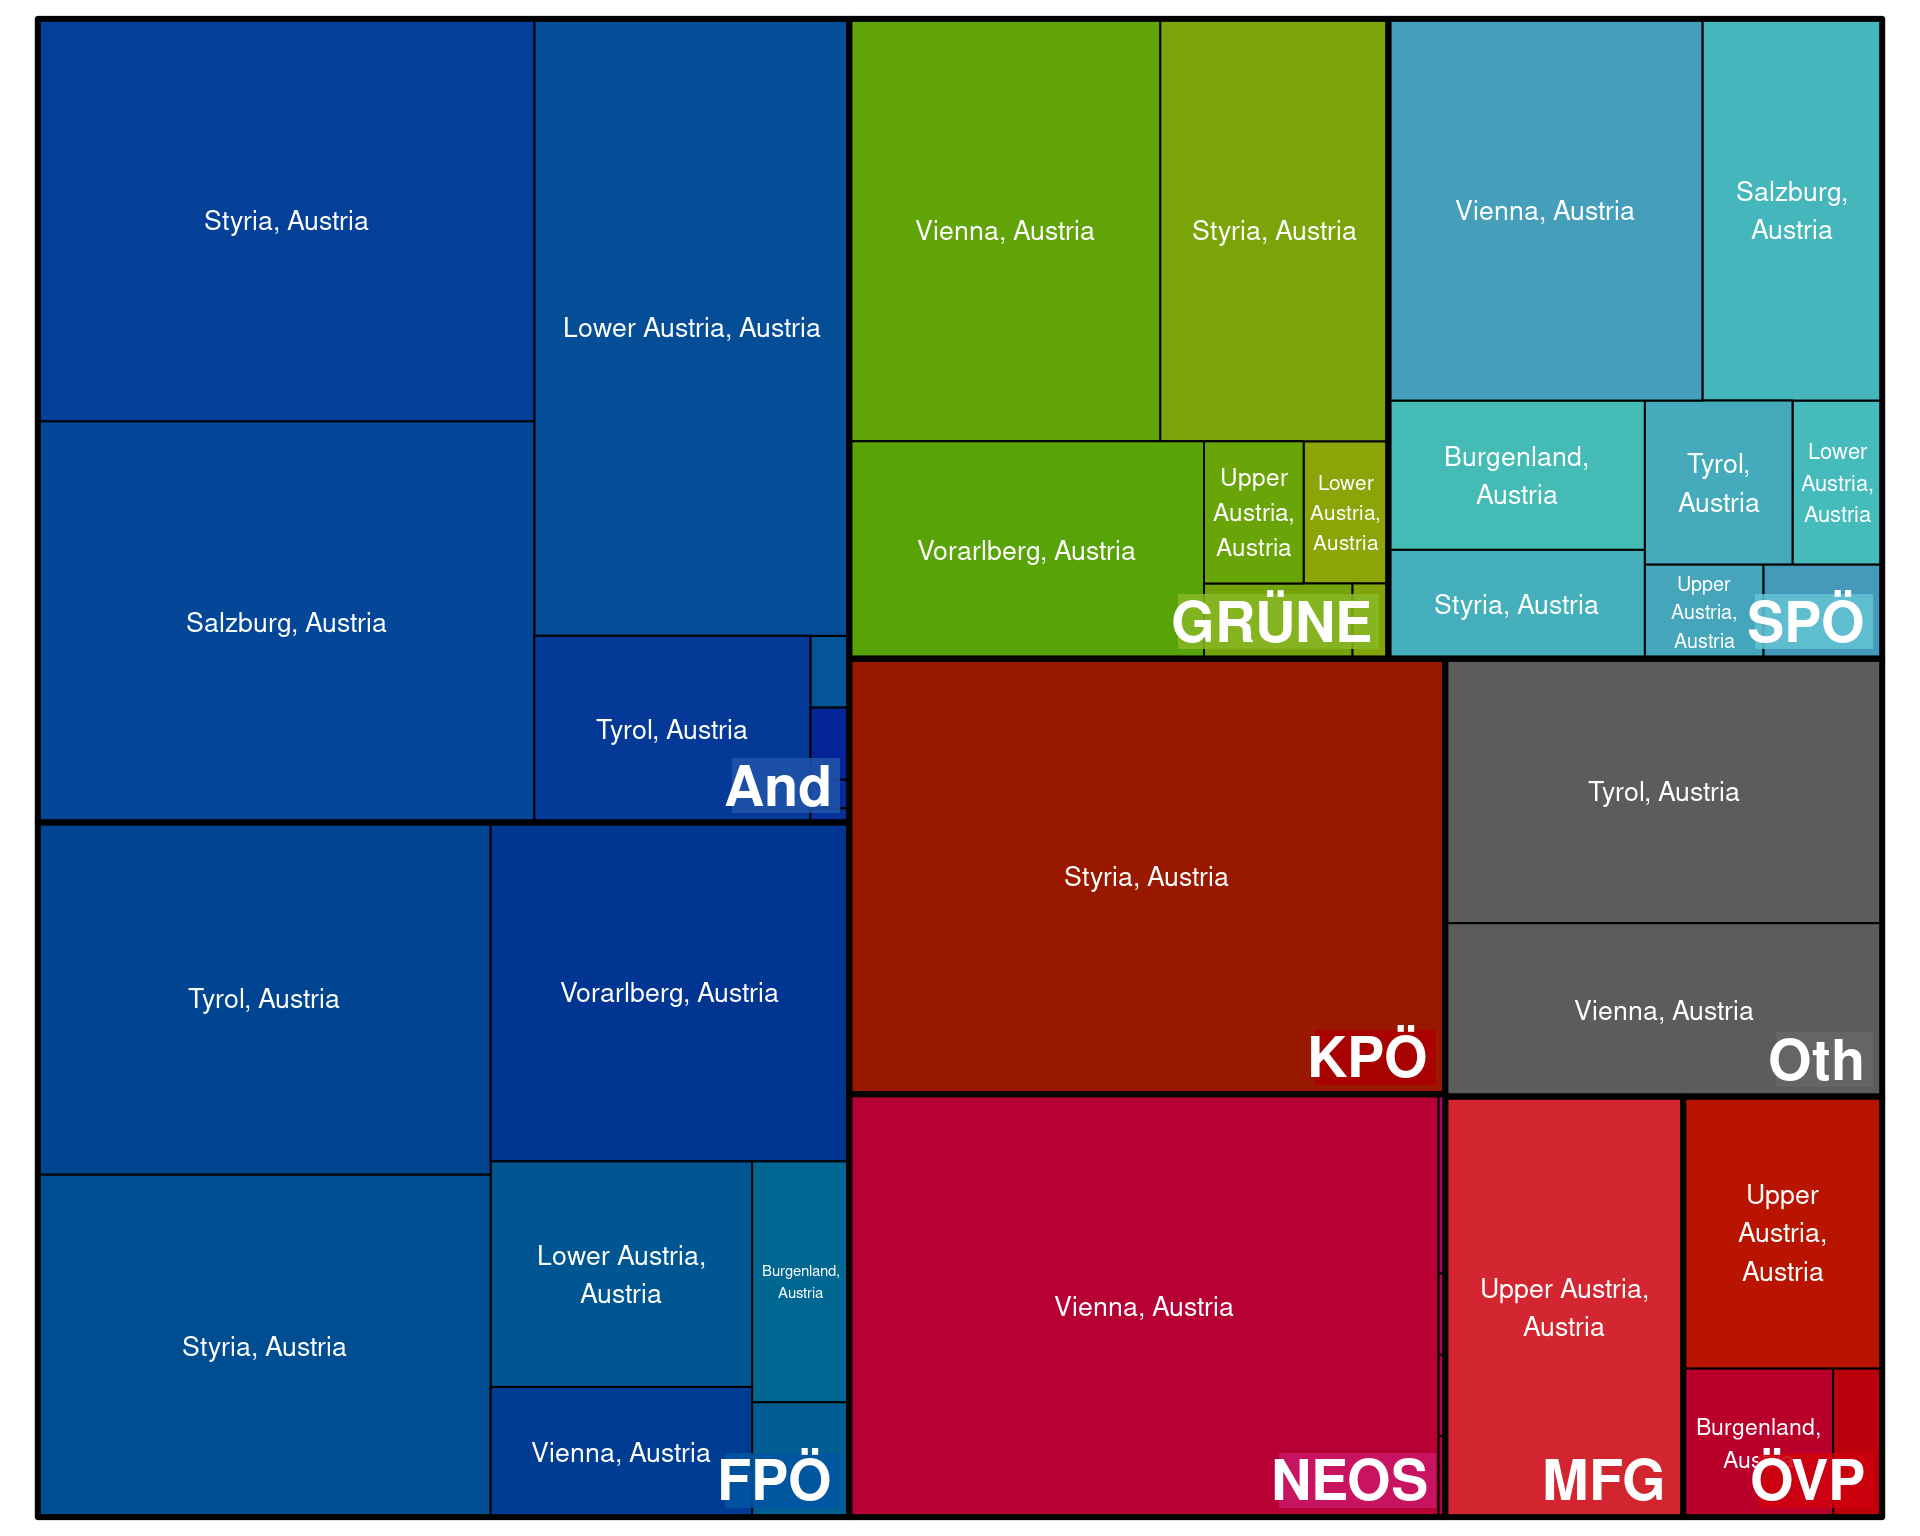 Styria, Austria
Lower Austria, Austria
Salzburg, Austria
Tyrol, Austria
And
Tyrol, Austria
Vorarlberg, Austria
Styria, Austria
Lower Austria,
Austria
Burgenland,
Austria
Vienna, Austria
FPÖ
Vienna, Austria
Styria, Austria
Vorarlberg, Austria
Upper
Austria,
Austria
Lower
Austria,
Austria
GRÜNE
Vienna, Austria
Salzburg,
Austria
Burgenland,
Austria
Tyrol,
Austria
Lower
Austria,
Austria
Styria, Austria
Upper
Austria,
Austria
SPÖ
Styria, Austria
KPÖ
Tyrol, Austria
Vienna, Austria
Oth
Vienna, Austria
NEOS
Upper Austria,
Austria
MFG
Upper
Austria,
Austria
Burgenland,
ÖVP